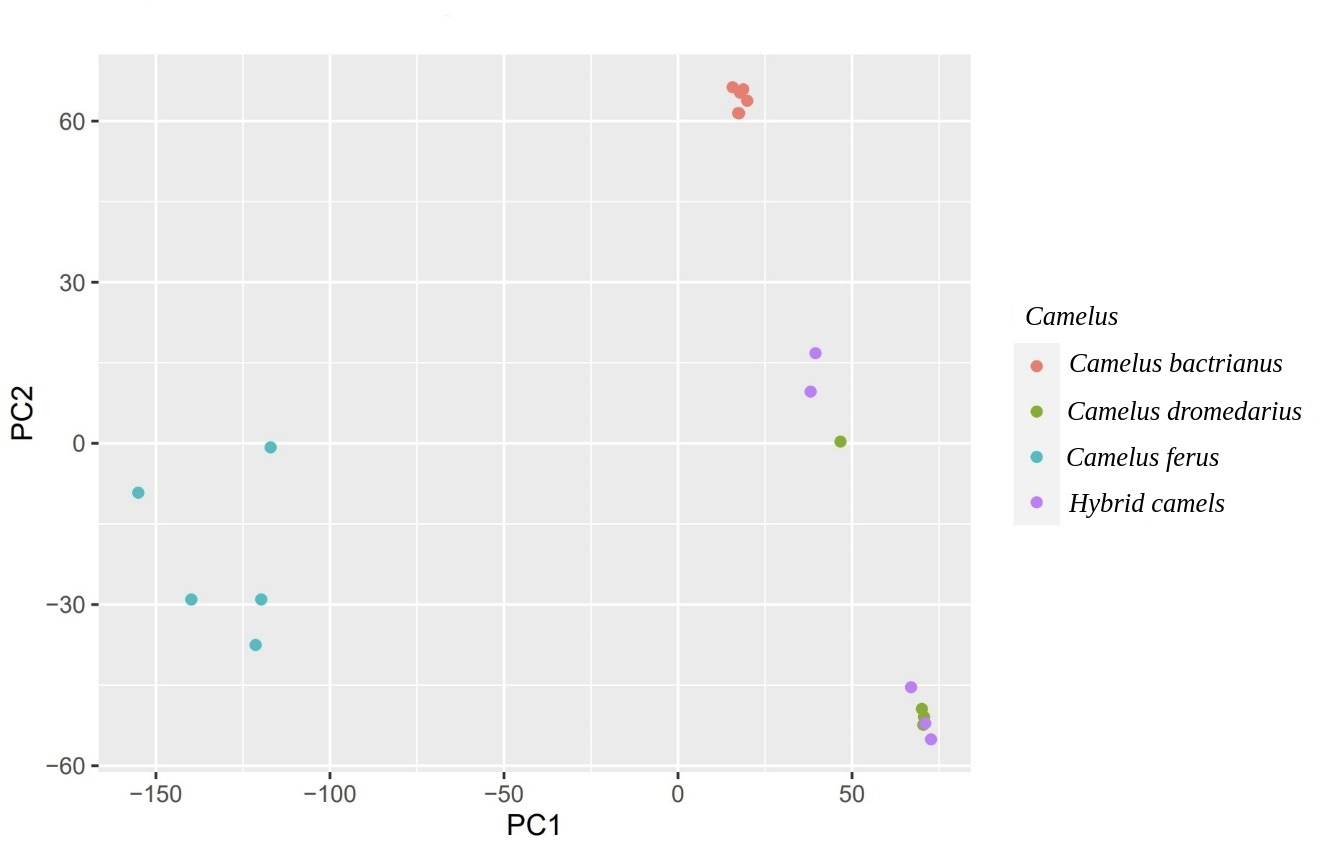 60
30
0
−30
−60
PC2
−150
−100
−50
0
50
PC1
Camelus
Camelus bactrianus
Camelus dromedarius
Camelus ferus
Hybrid camels